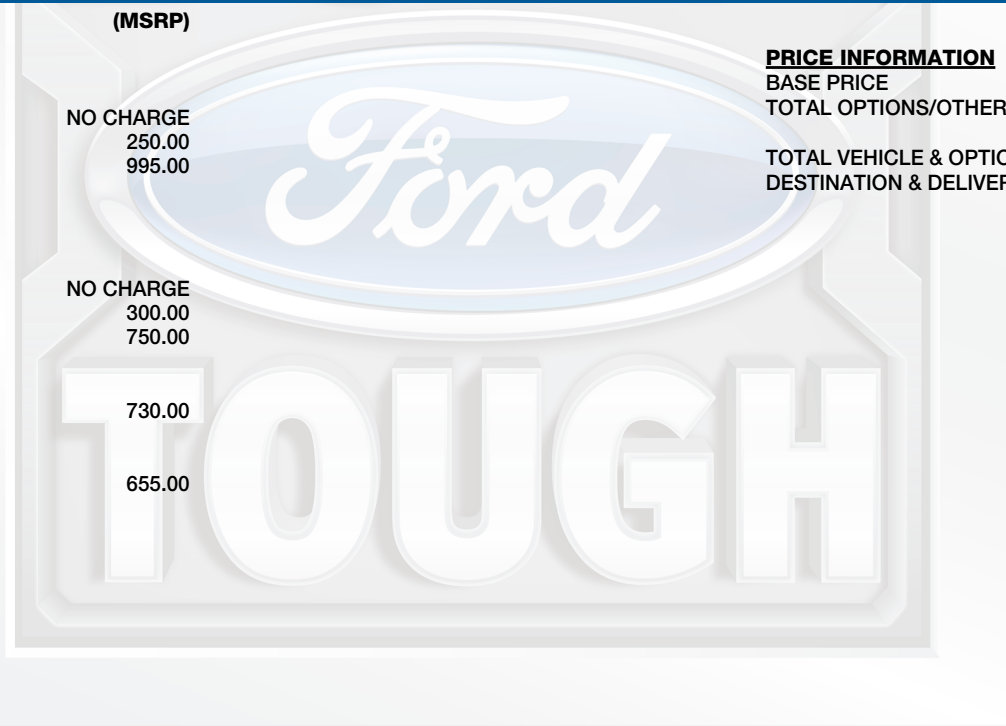 (MSRP)
NO CHARGE
250.00
995.00
NO CHARGE
300.00
750.00
730.00
655.00
PRICE INFORMATION
BASE PRICE
TOTAL OPTIONS/OTHER
TOTAL VEHICLE & OPTIO
DESTINATION & DELIVER
Ford
TOUGH